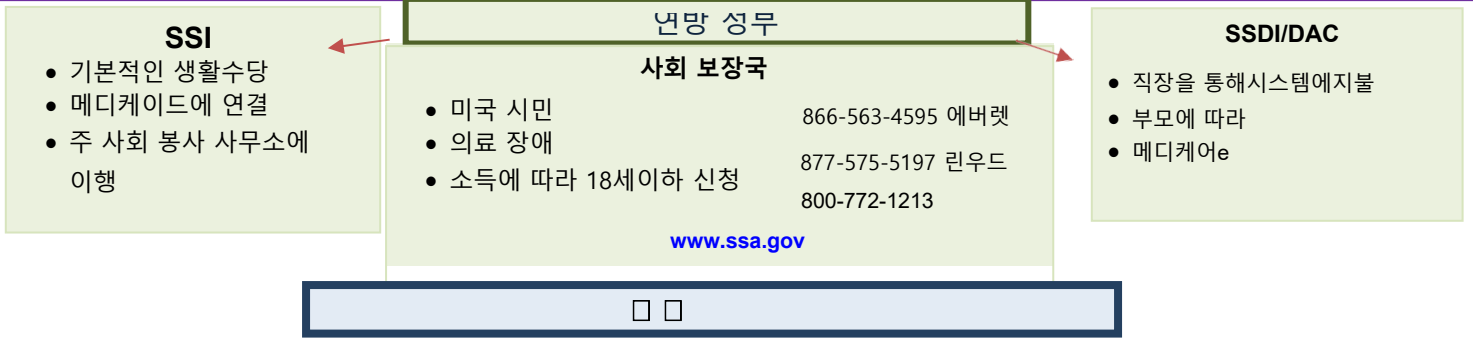 연방 정부
SSI
● 기본적인 생활수당
● 메디케이드에 연결
● 주 사회 봉사 사무소에
이행
사회 보장국
● 미국 시민
● 의료 장애
● 소득에 따라 18세이하 신청
866-563-4595 에버렛
877-575-5197 린우드
800-772-1213
www.ssa.gov
SSDI/DAC
● 직장을 통해시스템에지불
● 부모에 따라
● 메디케어e